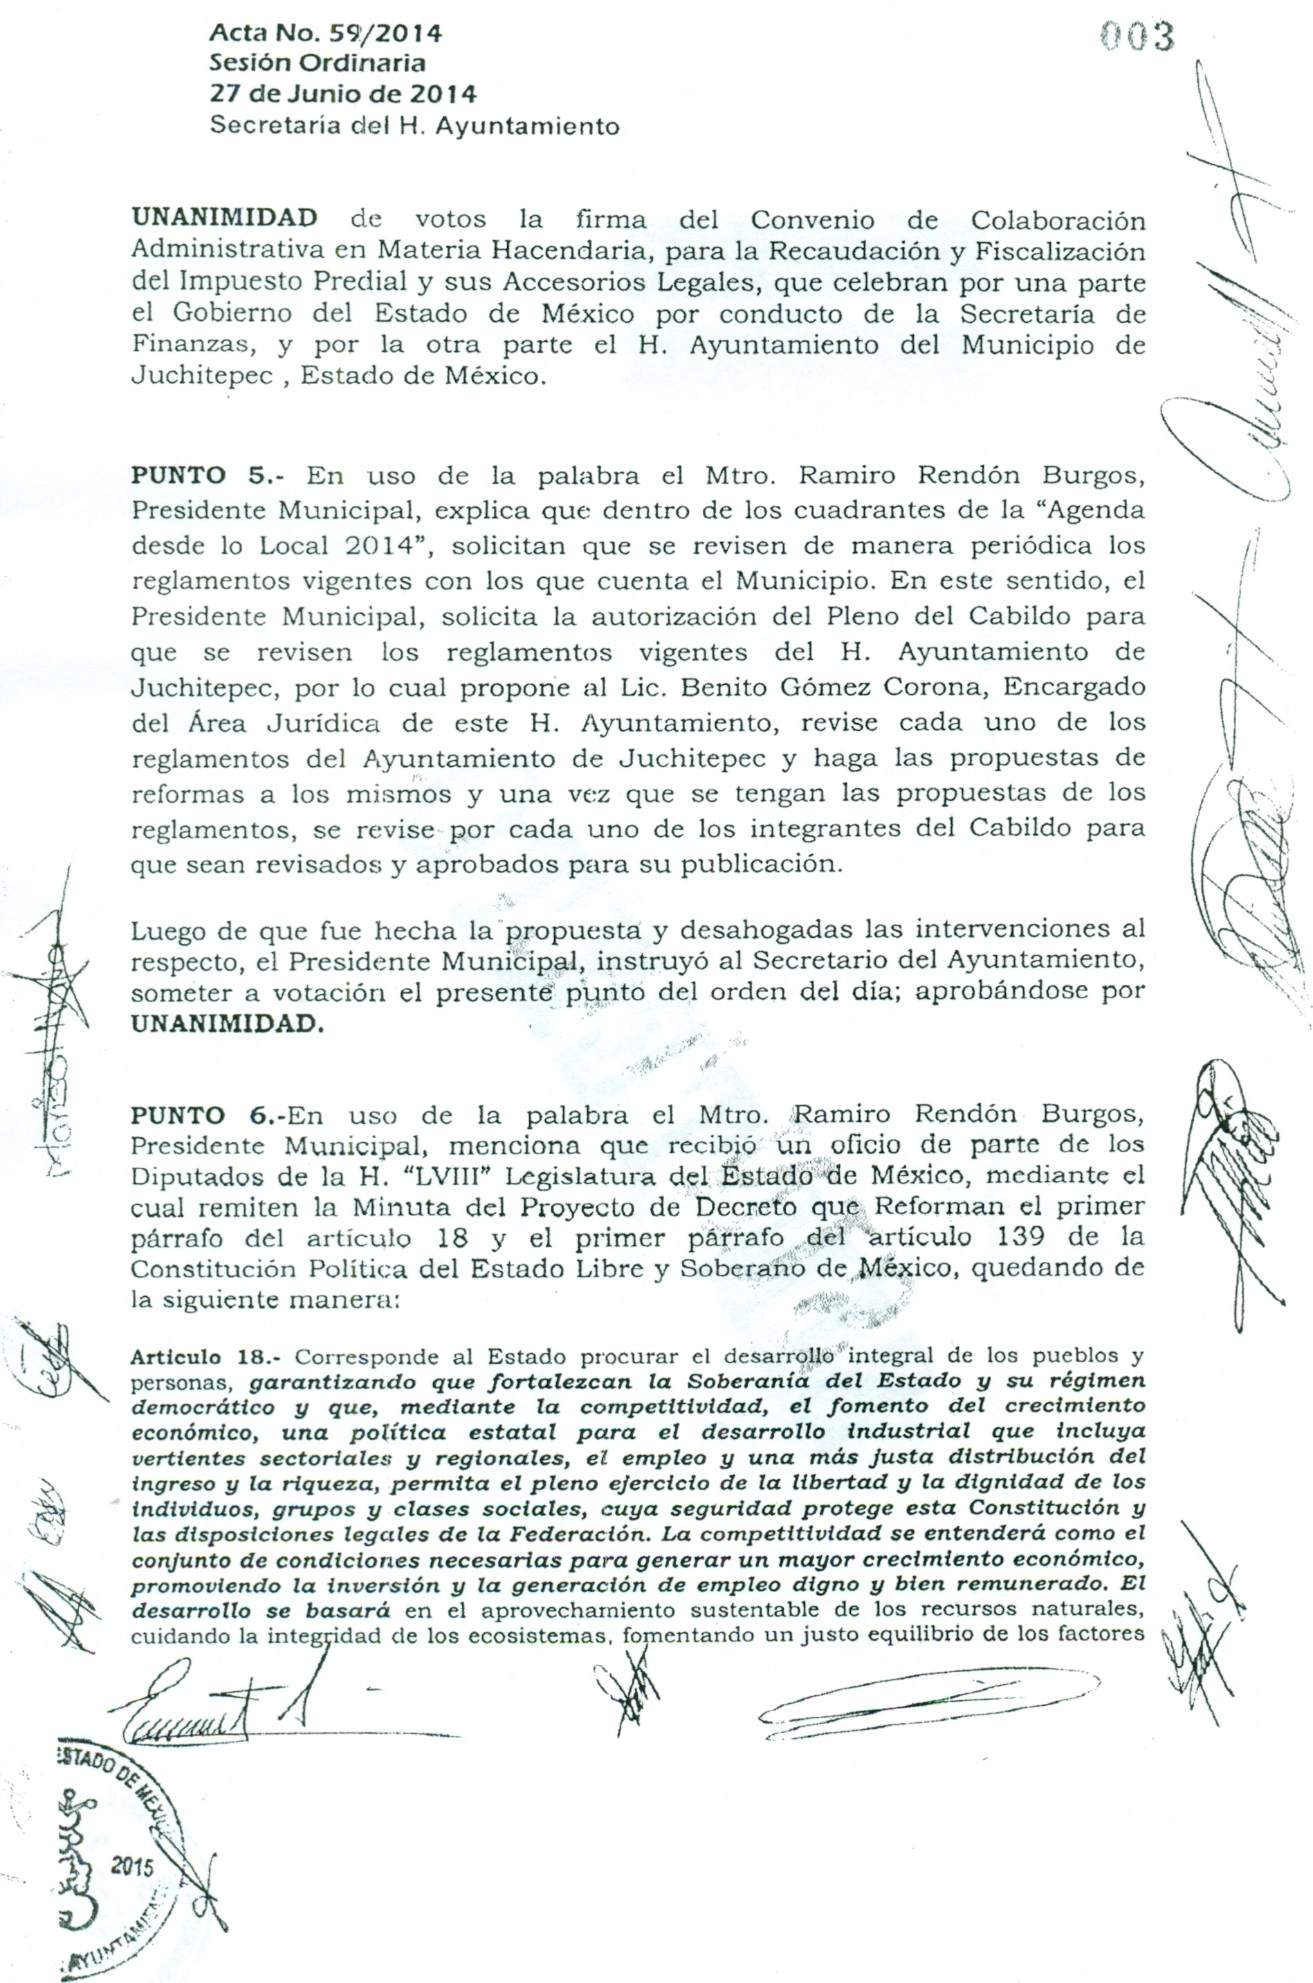 Acta No. 59/2014
Sesión Ordinaria
27 de Junio de 2014
Secretaría del H. Ayuntamiento
003
UNANIMIDAD de votos la firma del Convenio de Colaboración
Administrativa en Materia Hacendaria, para la Recaudación y Fiscalización
del Impuesto Predial y sus Accesorios Legales, que celebran por una parte
el Gobierno del Estado de México por conducto de la Secretaría de
Finanzas, y por la otra parte el H. Ayuntamiento del Municipio de
Juchitepec , Estado de México.
PUNTO 5.- En uso de la palabra el Mtro. Ramiro Rendón Burgos,
Presidente Municipal, explica que dentro de los cuadrantes de la “Agenda
desde lo Local 2014”, solicitan que se revisen de manera periódica los
reglamentos vigentes con los que cuenta el Municipio. En este sentido, el
Presidente Municipal, solicita la autorización del Pleno del Cabildo para
que se revisen los reglamentos vigentes del H. Ayuntamiento de
Juchitepec, por lo cual propone al Lic. Benito Gómez Corona, Encargado
del Área Jurídica de este H. Ayuntamiento, revise cada uno de los
reglamentos del Ayuntamiento de Juchitepec y haga las propuestas de
reformas a los mismos y una vez que se tengan las propuestas de los
reglamentos, se revise por cada uno de los integrantes del Cabildo para
que sean revisados y aprobados para su publicación.
Luego de que fue hecha la propuesta y desahogadas las intervenciones al
respecto, el Presidente Municipal, instruyó al Secretario del Ayuntamiento,
someter a votación el presente punto del orden del día; aprobándose por
UNANIMIDAD.
PUNTO 6.-En uso de la palabra el Mtro. Ramiro Rendón Burgos,
Presidente Municipal, menciona que recibió un oficio de parte de los
Diputados de la H. “LVIII” Legislatura del Estado de México, mediante el
cual remiten la Minuta del Proyecto de Decreto que Reforman el primer
párrafo del artículo 18 y el primer párrafo del artículo 139 de la
Constitución Política del Estado Libre y Soberano de México, quedando de
la siguiente manera:
Articulo 18.- Corresponde al Estado procurar el desarrollo integral de los pueblos y
personas, garantizando que fortalezcan la Soberanía del Estado y su régimen
democrático y que, mediante la competitividad, el fomento del crecimiento
económico, una política estatal para el desarrollo industrial que incluya
vertientes sectoriales y regionales, el empleo y una más justa distribución del
ingreso y la riqueza, permita el pleno ejercicio de la libertad y la dignidad de los
individuos, grupos y clases sociales, cuya seguridad protege esta Constitución y
las disposiciones legales de la Federación. La competitividad se entenderá como el
conjunto de condiciones necesarias para generar un mayor crecimiento económico,
promoviendo la inversión y la generación de empleo digno y bien remunerado. El
desarrollo se basará en el aprovechamiento sustentable de los recursos naturales,
cuidando la integridad de los ecosistemas, fomentando un justo equilibrio de los factores
ESTADO DE MEXICO
2015
AYUNTAMIENTO